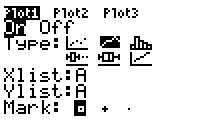 Plot1 Plot2 Plot3
On Off
Type:
Xlist:A
Ylist:A
Mark: